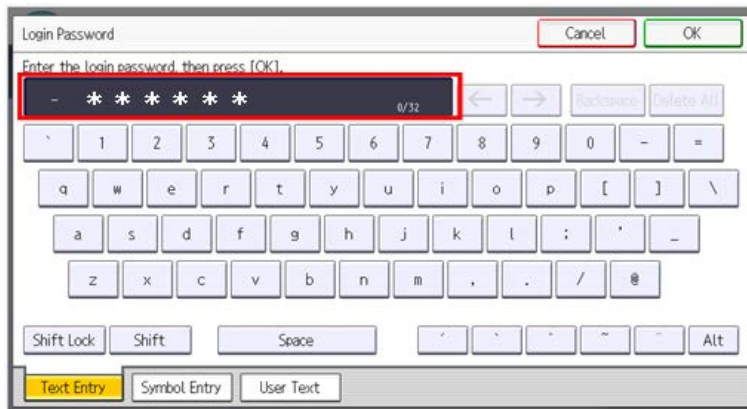 Login Password Cancel OK
Enter the login password, then press [OK].
- ****** 0/32 ← → Backspace Delete All
` 1 2 3 4 5 6 7 8 9 0 - =
q w e r t y u i o p [ ] \
a s d f g h j k l ; ' _
z x c v b n m , . / @
Shift Lock Shift Space ´ ` ^ ~ ¨ Alt
Text Entry Symbol Entry User Text